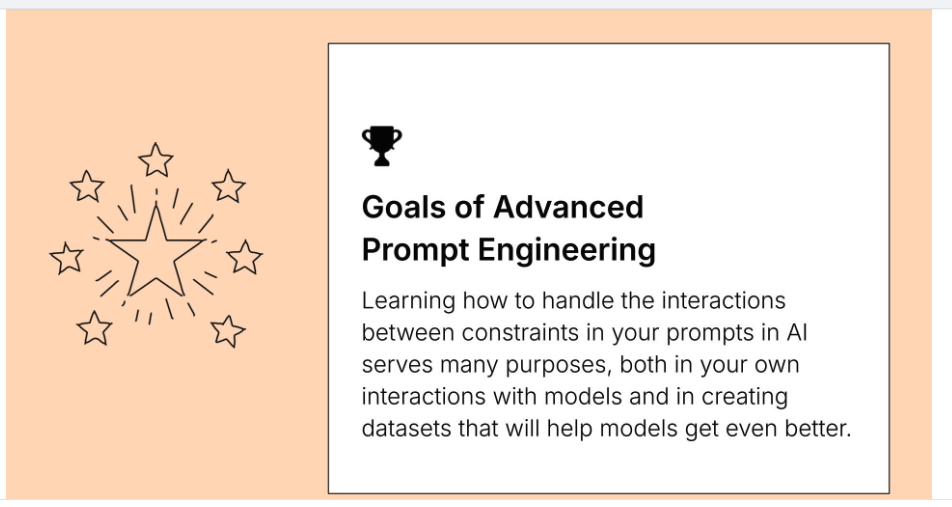 Goals of Advanced
Prompt Engineering
Learning how to handle the interactions
between constraints in your prompts in AI
serves many purposes, both in your own
interactions with models and in creating
datasets that will help models get even better.